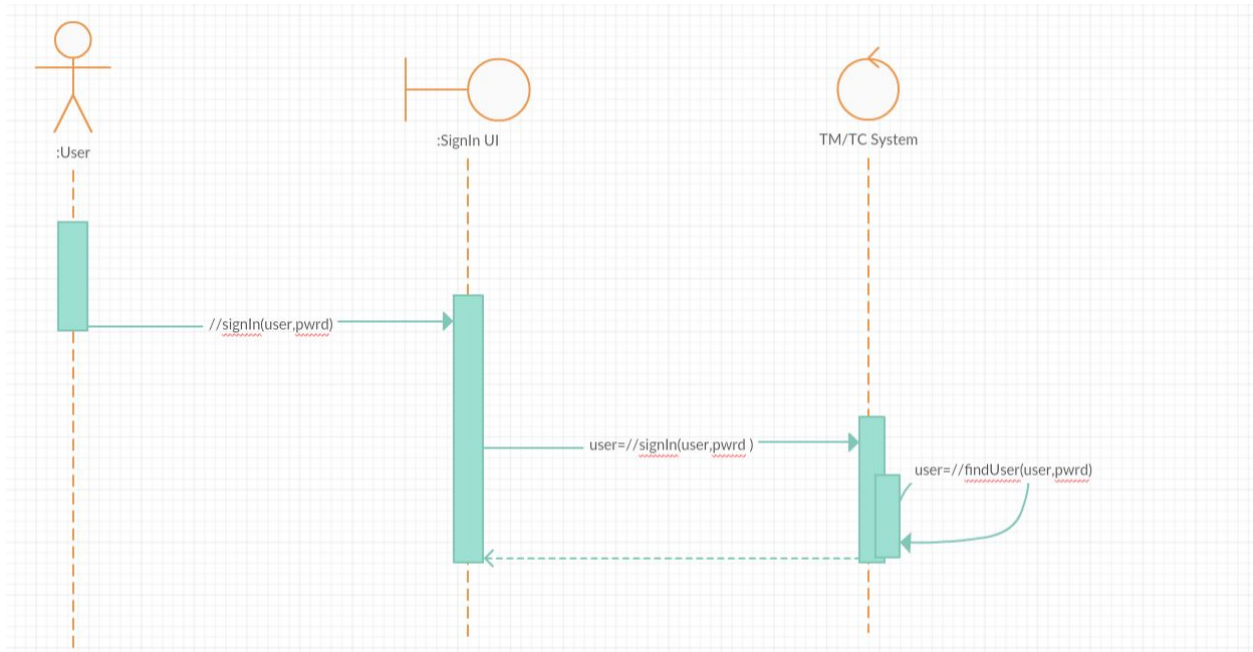 :User
:SignIn UI
TM/TC System
//signIn(user,pwrd)
user=//signIn(user,pwrd )
user=//findUser(user,pwrd)